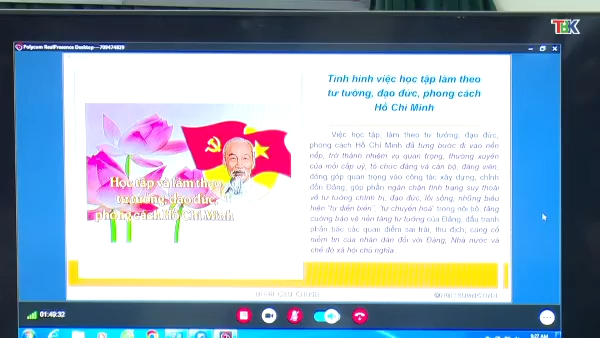 TBK
Polycom RealPresence Desktop---709474829
Tình hình việc học tập làm theo
tư tưởng, đạo đức, phong cách
Hồ Chí Minh
Học tập và làm theo
tư tưởng, đạo đức,
phong cách Hồ Chí Minh
Việc học tập, làm theo tư tưởng, đạo đức,
phong cách Hồ Chí Minh đã từng bước đi vào nền
nếp, trở thành nhiệm vụ quan trọng, thường xuyên
của mỗi cấp uỷ, tổ chức đảng và cán bộ, đảng viên,
đóng góp quan trọng vào công tác xây dựng, chỉnh
đốn Đảng, góp phần ngăn chặn tình trạng suy thoái
về tư tưởng chính trị, đạo đức, lối sống, những biểu
hiện "tự diễn biến", "tự chuyển hoá" trong nội bộ; tăng
cường bảo vệ nền tảng tư tưởng của Đảng, đấu tranh
phản bác các quan điểm sai trái, thù địch; củng cố
niềm tin của nhân dân đối với Đảng, Nhà nước và
chế độ xã hội chủ nghĩa.
01:49:32
9:27 AM